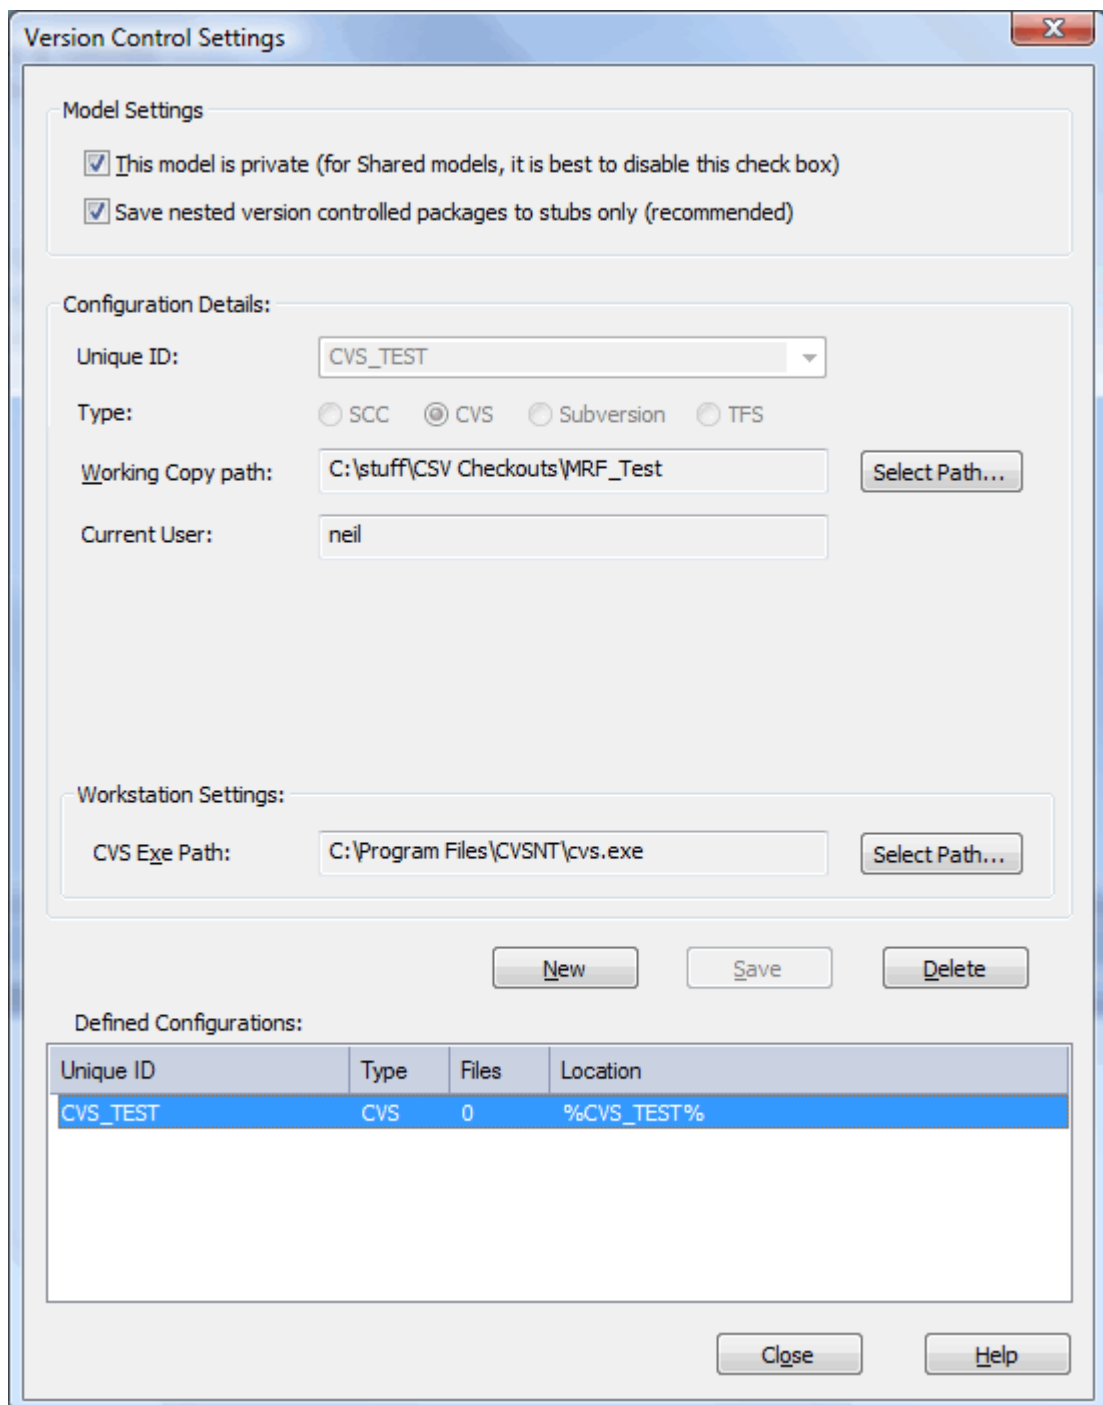 Version Control Settings
Model Settings
This model is private (for Shared models, it is best to disable this check box)
Save nested version controlled packages to stubs only (recommended)
Configuration Details:
Unique ID: CVS_TEST
Type: SCC CVS Subversion TFS
Working Copy path: C:\stuff\CSV Checkouts\MRF_Test Select Path...
Current User: neil
Workstation Settings:
CVS Exe Path: C:\Program Files\CVSNT\cvs.exe Select Path...
New Save Delete
Defined Configurations:
Unique ID Type Files Location
CVS_TEST CVS 0 %CVS_TEST%
Close Help